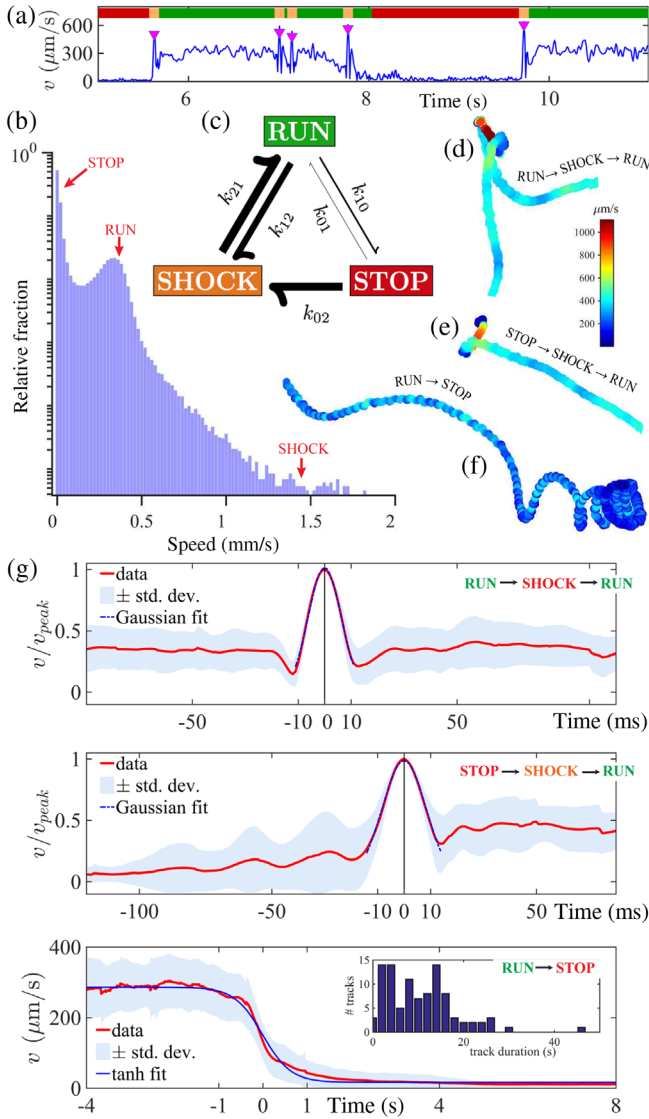 (a)
600
300
0
v (μm/s)
6
8
10
Time (s)
(b)
10⁰
STOP
RUN
SHOCK
Relative fraction
0
0.5
1
1.5
2
Speed (mm/s)
(c)
RUN
SHOCK
STOP
k21
k12
k01
k10
k02
(d)
RUN→ SHOCK → RUN
μm/s
1000
800
600
400
200
(e)
STOP → SHOCK → RUN
RUN → STOP
(f)
(g)
data
± std. dev.
Gaussian fit
RUN → SHOCK → RUN
1
0.5
0
v/vpeak
-50
-10
0
10
50
Time (ms)
data
± std. dev.
Gaussian fit
STOP → SHOCK → RUN
1
0.5
0
v/vpeak
-100
-50
-10
0
10
50
Time (ms)
400
200
0
v (μm/s)
data
± std. dev.
tanh fit
RUN → STOP
15
10
5
0
# tracks
0
20
40
track duration (s)
-4
-1
0
1
4
8
Time (s)